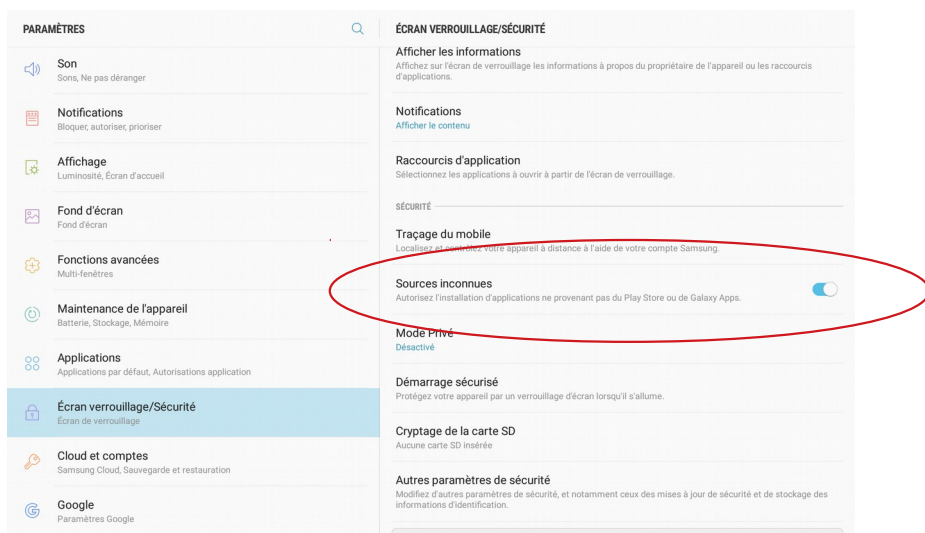 PARAMÈTRES
Son
Sons, Ne pas déranger
Notifications
Bloquer, autoriser, prioriser
Affichage
Luminosité, Écran d'accueil
Fond d'écran
Fond d'écran
Fonctions avancées
Multi-fenêtres
Maintenance de l'appareil
Batterie, Stockage, Mémoire
Applications
Applications par défaut, Autorisations application
Écran verrouillage/Sécurité
Écran de verrouillage
Cloud et comptes
Samsung Cloud, Sauvegarde et restauration
Google
Paramètres Google
ÉCRAN VERROUILLAGE/SÉCURITÉ
Afficher les informations
Affichez sur l'écran de verrouillage les informations à propos du propriétaire de l'appareil ou les raccourcis
d'applications.
Notifications
Afficher le contenu
Raccourcis d'application
Sélectionnez les applications à ouvrir à partir de l'écran de verrouillage.
SÉCURITÉ
Traçage du mobile
Localisez et contrôlez votre appareil à distance à l'aide de votre compte Samsung.
Sources inconnues
Autorisez l'installation d'applications ne provenant pas du Play Store ou de Galaxy Apps.
Mode Privé
Désactivé
Démarrage sécurisé
Protégez votre appareil par un verrouillage d'écran lorsqu'il s'allume.
Cryptage de la carte SD
Aucune carte SD insérée
Autres paramètres de sécurité
Modifiez d'autres paramètres de sécurité, et notamment ceux des mises à jour de sécurité et de stockage des
informations d'identification.